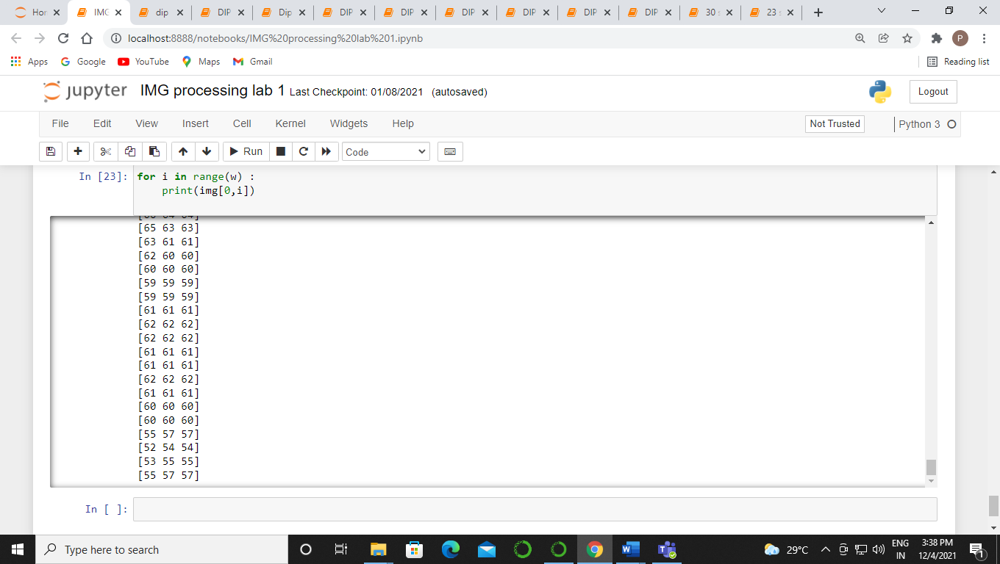 Hor
IMG
dip
DIP
Dip
DIP
DIP
DIP
DIP
DIP
DIP
30 s
23 s
localhost:8888/notebooks/IMG%20processing%20lab%201.ipynb
P
Apps
Google
YouTube
Maps
Gmail
Reading list
jupyter
IMG processing lab 1 Last Checkpoint: 01/08/2021 (autosaved)
Logout
File Edit View Insert Cell Kernel Widgets Help
Not Trusted
Python 3
Run
Code
In [23]: for i in range(w) :
print(img[0,i])
[65 63 63]
[63 61 61]
[62 60 60]
[60 60 60]
[59 59 59]
[59 59 59]
[61 61 61]
[62 62 62]
[62 62 62]
[61 61 61]
[61 61 61]
[62 62 62]
[61 61 61]
[60 60 60]
[60 60 60]
[55 57 57]
[52 54 54]
[53 55 55]
[55 57 57]
In [ ]:
Type here to search
29°C
ENG
IN
3:38 PM
12/4/2021
1